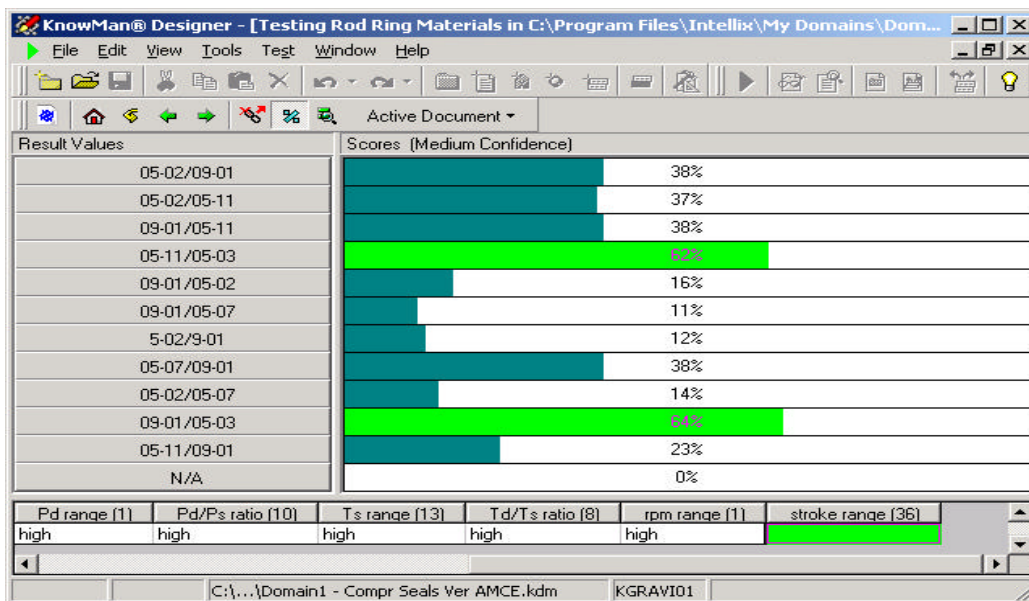 KnowMan® Designer - [Testing Rod Ring Materials in C:\Program Files\Intellix\My Domains\Dom...
File Edit View Tools Test Window Help
Active Document
Result Values Scores (Medium Confidence)
05-02/09-01 38%
05-02/05-11 37%
09-01/05-11 38%
05-11/05-03 62%
09-01/05-02 16%
09-01/05-07 11%
5-02/9-01 12%
05-07/09-01 38%
05-02/05-07 14%
09-01/05-03 64%
05-11/09-01 23%
N/A 0%
Pd range (1) Pd/Ps ratio (10) Ts range (13) Td/Ts ratio (8) rpm range (1) stroke range (36)
high high high high high
C:\...\Domain1 - Compr Seals Ver AMCE.kdm KGRAVI01